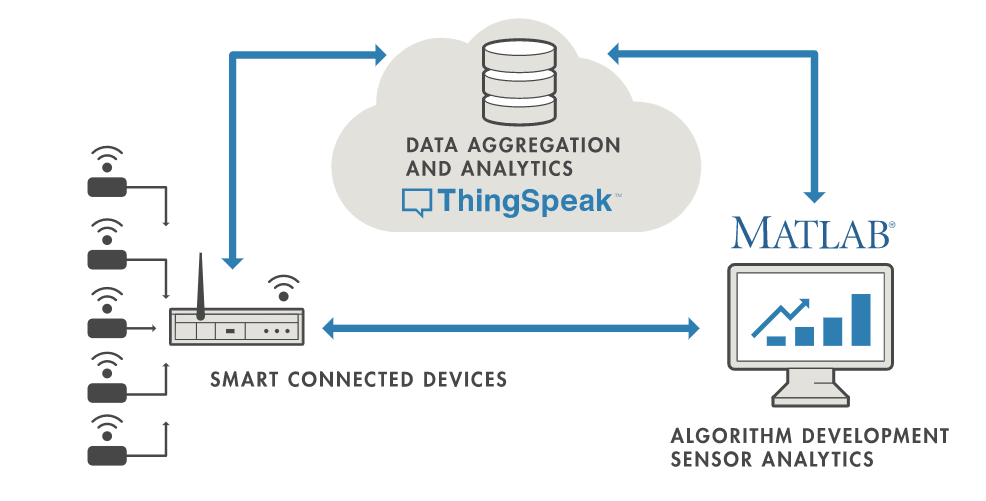 DATA AGGREGATION
AND ANALYTICS
ThingSpeak™
MATLAB®
SMART CONNECTED DEVICES
ALGORITHM DEVELOPMENT
SENSOR ANALYTICS